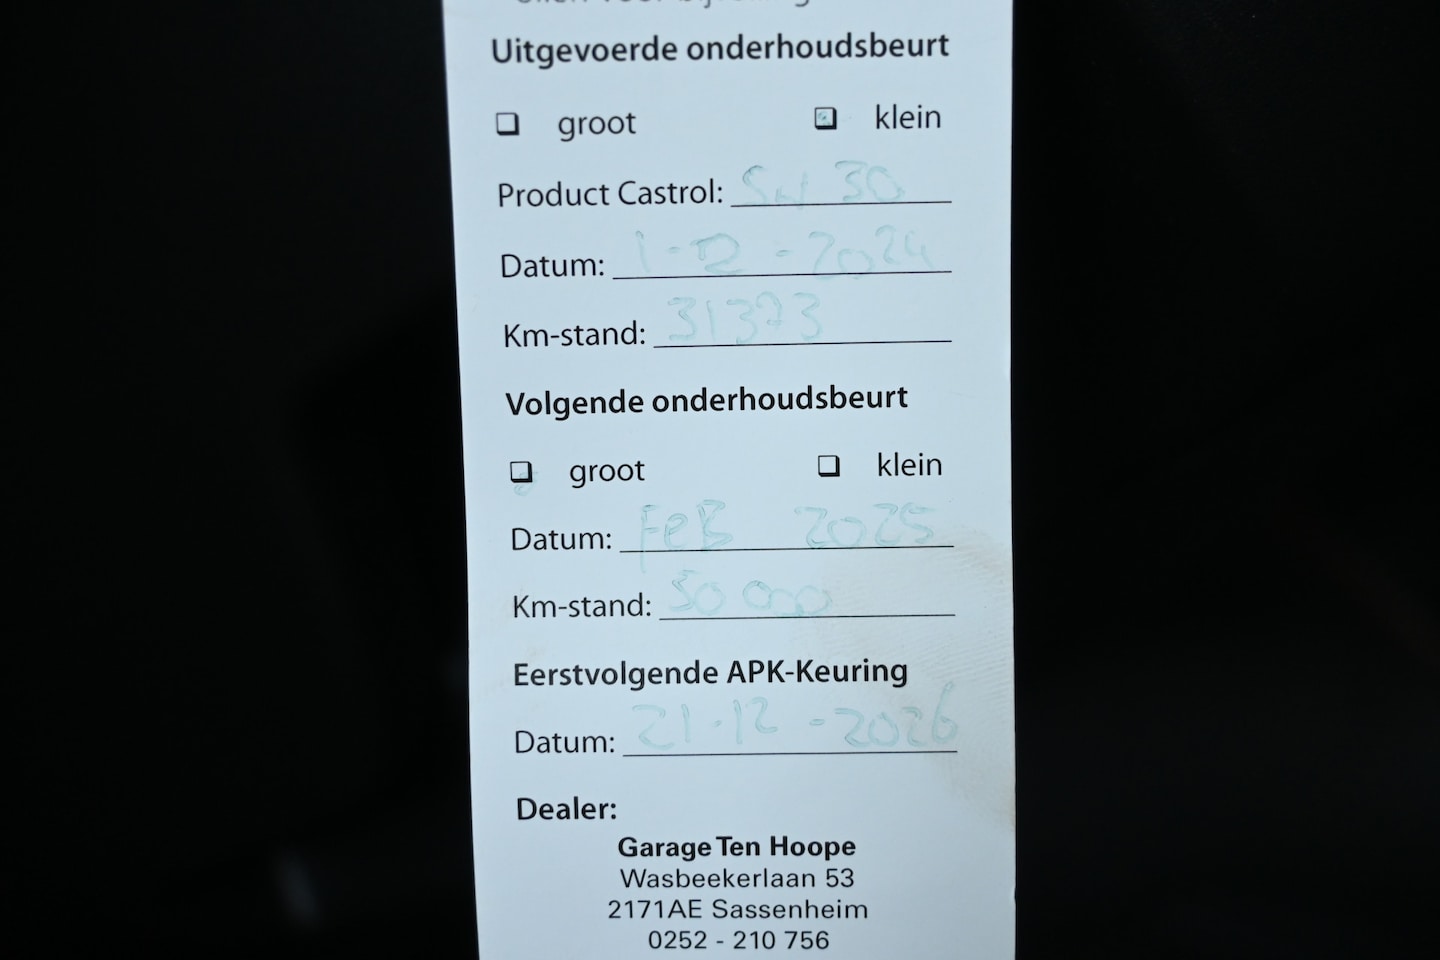 Uitgevoerde onderhoudsbeurt
groot klein
Product Castrol: 5W 30
Datum: 1-12-2024
Km-stand: 31373
Volgende onderhoudsbeurt
groot klein
Datum: FeB 2025
Km-stand: 50 000
Eerstvolgende APK-Keuring
Datum: 21-12-2026
Dealer:
Garage Ten Hoope
Wasbeekerlaan 53
2171AE Sassenheim
0252 - 210 756